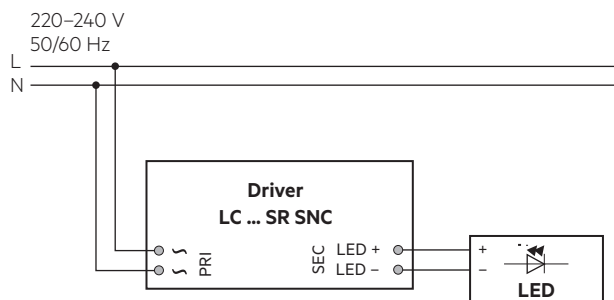 220–240 V
50/60 Hz
L
N
Driver
LC ... SR SNC
~
~
PRI
SEC
LED +
LED –
+
–
LED